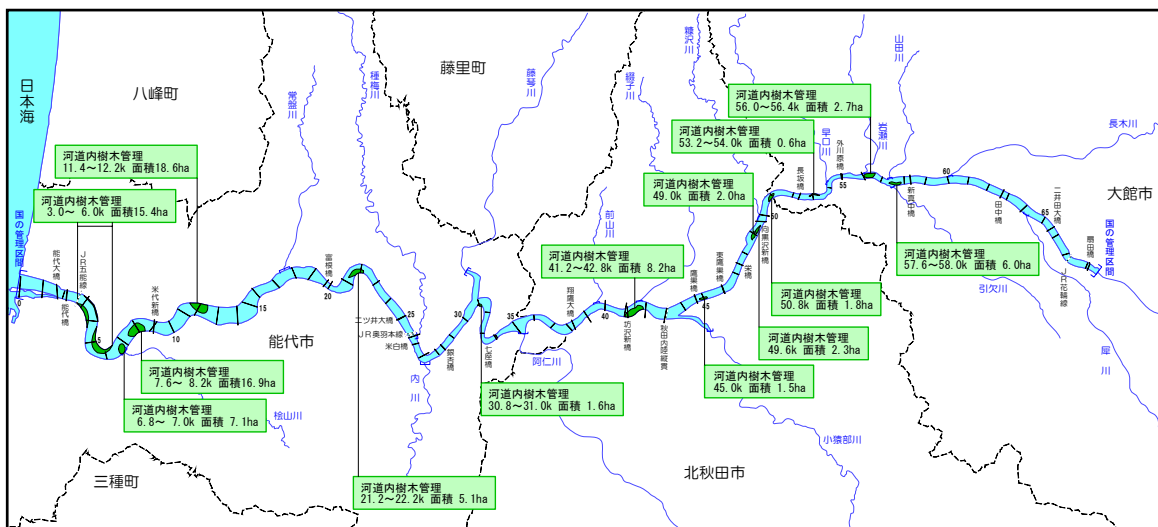 日本海
八峰町
常盤川
種梅川
藤里町
藤琴川
綴子川
糠沢川
山田川
岩瀬川
早口川
長木川
大館市
河道内樹木管理
56.0～56.4k 面積 2.7ha
河道内樹木管理
53.2～54.0k 面積 0.6ha
河道内樹木管理
11.4～12.2k 面積18.6ha
河道内樹木管理
3.0～ 6.0k 面積15.4ha
河道内樹木管理
49.0k 面積 2.0ha
河道内樹木管理
41.2～42.8k 面積 8.2ha
国の管理区間
能代大橋
能代橋
JR五能線
米代新橋
富根橋
二ツ井大橋
JR奥羽本線
米白橋
銀杏橋
七座橋
翔鷹大橋
前山川
坊沢新橋
秋田内陸縦貫
鷹巣橋
東鷹巣橋
栄橋
向黒沢新橋
長坂橋
外川原橋
新真中橋
田中橋
二井田大橋
扇田橋
JR花輪線
国の管理区間
0
5
10
15
20
25
30
35
40
45
50
55
60
65
能代市
内川
阿仁川
桧山川
小猿部川
引欠川
犀川
北秋田市
三種町
河道内樹木管理
57.6～58.0k 面積 6.0ha
河道内樹木管理
50.8k 面積 1.8ha
河道内樹木管理
49.6k 面積 2.3ha
河道内樹木管理
45.0k 面積 1.5ha
河道内樹木管理
7.6～ 8.2k 面積16.9ha
河道内樹木管理
6.8～ 7.0k 面積 7.1ha
河道内樹木管理
30.8～31.0k 面積 1.6ha
河道内樹木管理
21.2～22.2k 面積 5.1ha